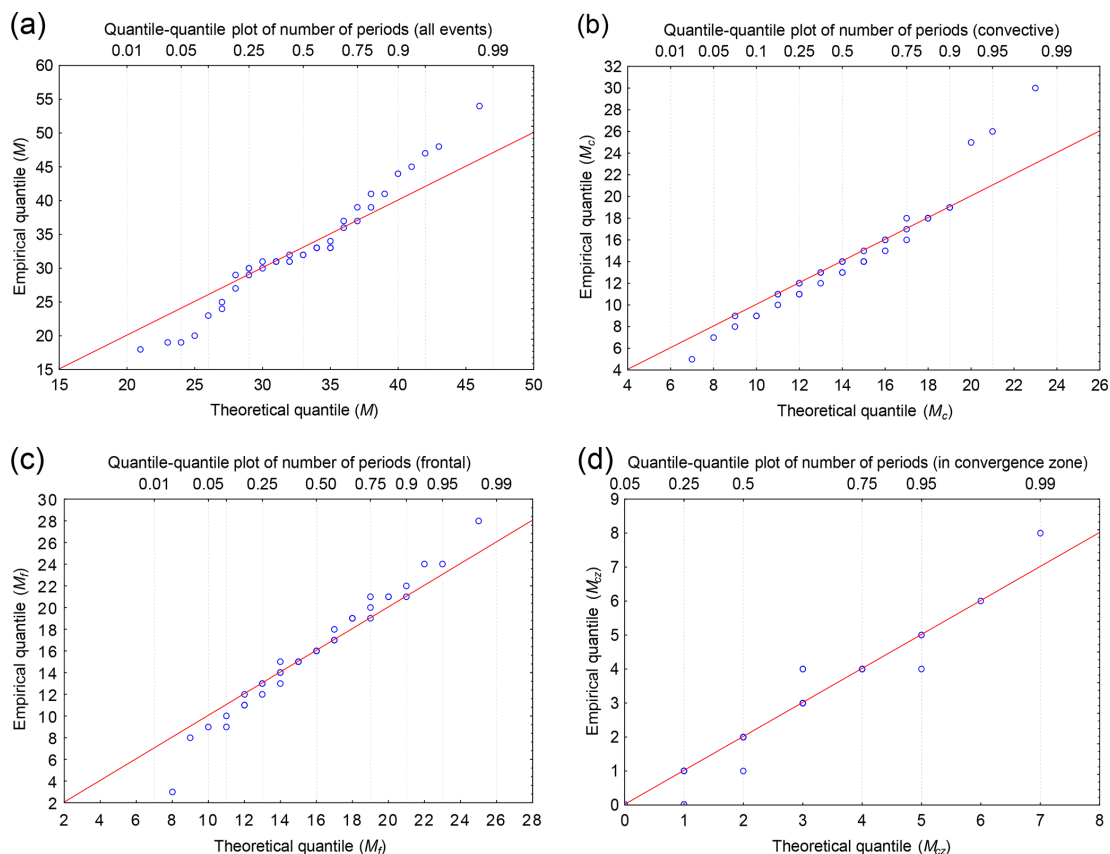 (a)
Quantile-quantile plot of number of periods (all events)
0.01 0.05 0.25 0.5 0.75 0.9 0.99
60
55
50
45
40
35
30
25
20
15
Empirical quantile (M)
15 20 25 30 35 40 45 50
Theoretical quantile (M)
(b)
Quantile-quantile plot of number of periods (convective)
0.01 0.05 0.1 0.25 0.5 0.75 0.9 0.95 0.99
32
30
28
26
24
22
20
18
16
14
12
10
8
6
4
Empirical quantile (Mc)
4 6 8 10 12 14 16 18 20 22 24 26
Theoretical quantile (Mc)
(c)
Quantile-quantile plot of number of periods (frontal)
0.01 0.05 0.15 0.25 0.50 0.75 0.9 0.95 0.99
30
28
26
24
22
20
18
16
14
12
10
8
6
4
2
Empirical quantile (Mf)
2 4 6 8 10 12 14 16 18 20 22 24 26 28
Theoretical quantile (Mf)
(d)
Quantile-quantile plot of number of periods (in convergence zone)
0.05 0.25 0.5 0.75 0.95 0.99
9
8
7
6
5
4
3
2
1
0
Empirical quantile (Mcz)
0 1 2 3 4 5 6 7 8
Theoretical quantile (Mcz)